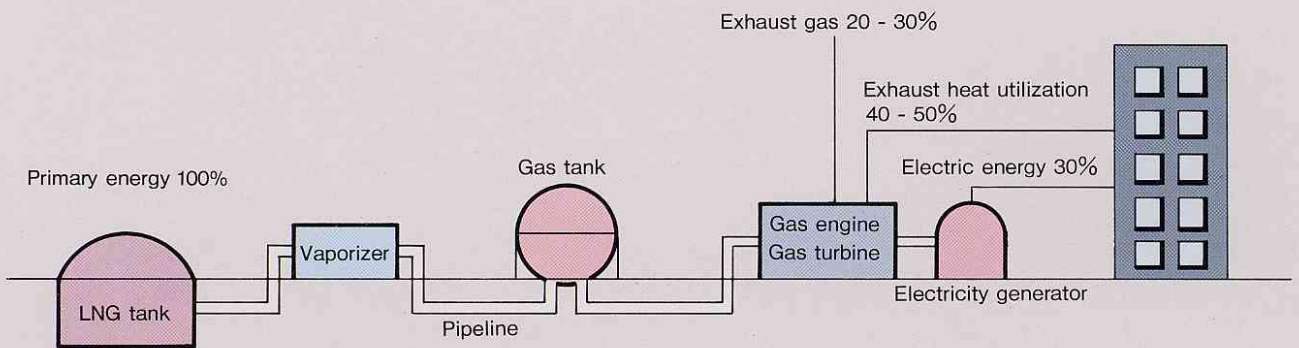 Exhaust gas 20 - 30%
Exhaust heat utilization
40 - 50%
Electric energy 30%
Primary energy 100%
Gas tank
Vaporizer
Gas engine
Gas turbine
LNG tank
Pipeline
Electricity generator